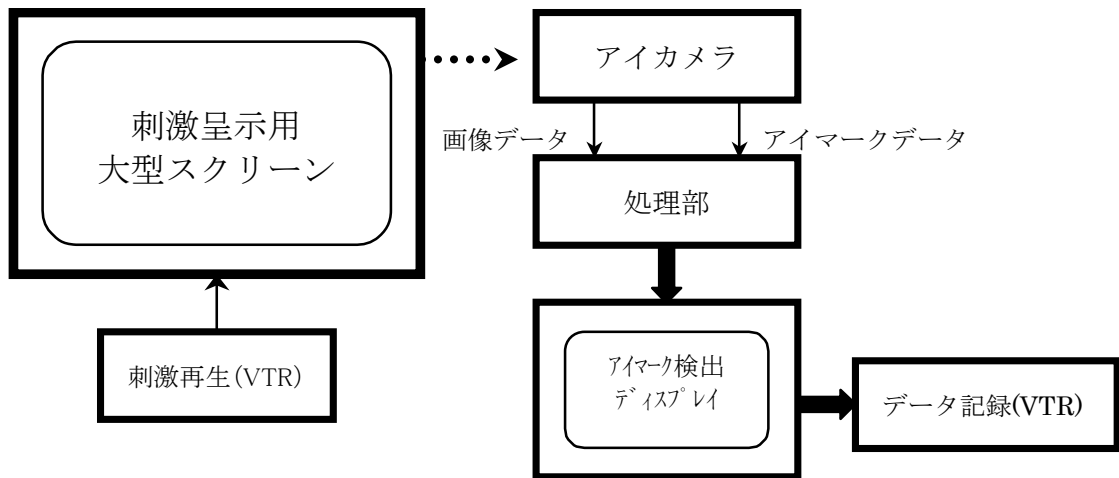 刺激呈示用
大型スクリーン
刺激再生(VTR)
アイカメラ
画像データ
アイマークデータ
処理部
ｱｲﾏｰｸ検出
ﾃﾞｨｽﾌﾟﾚｲ
データ記録(VTR)